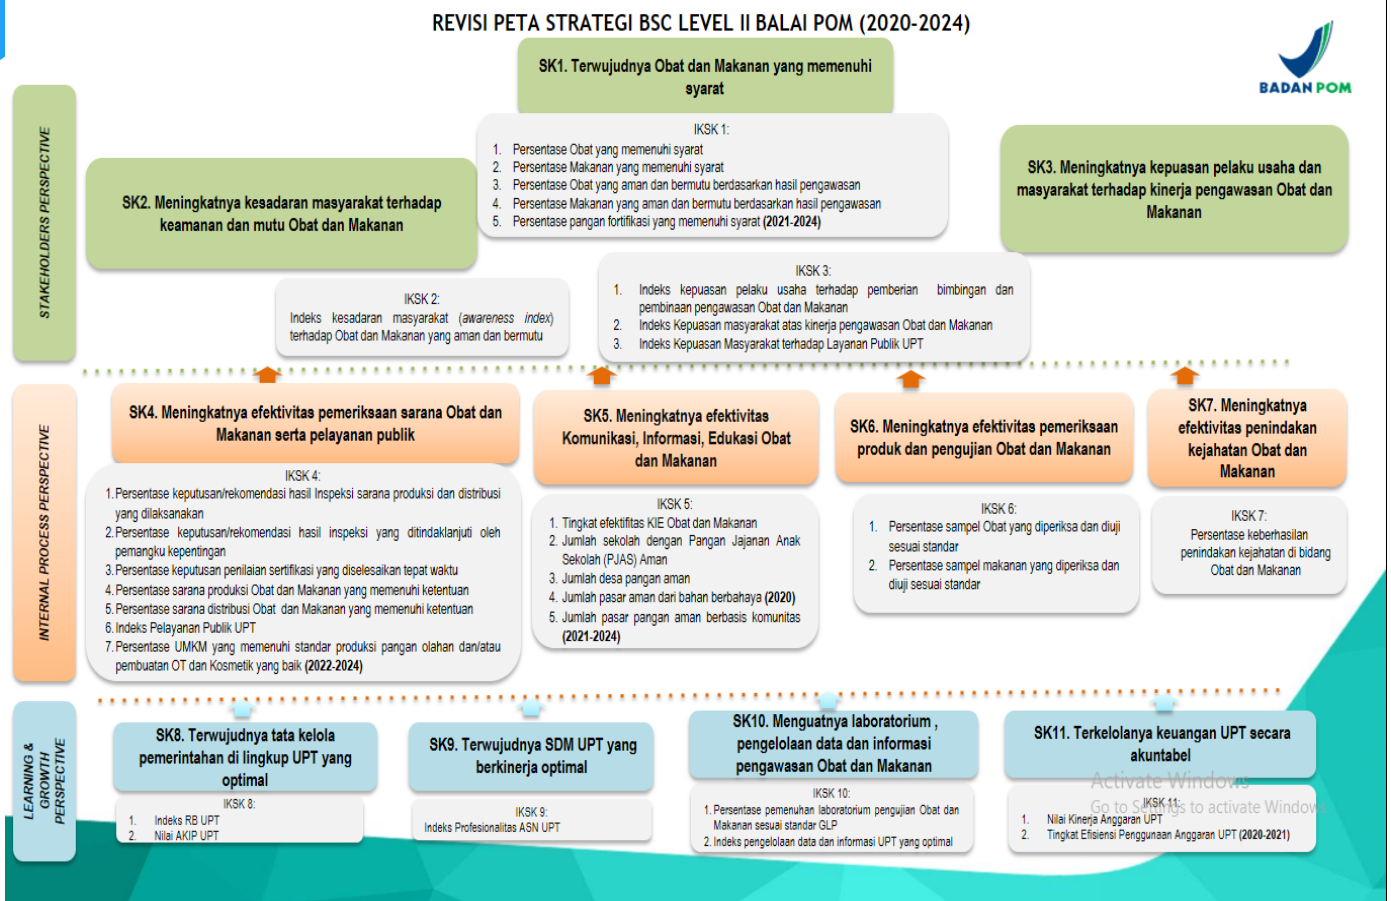 REVISI PETA STRATEGI BSC LEVEL II BALAI POM (2020-2024)
BADAN POM
STAKEHOLDERS PERSPECTIVE
SK1. Terwujudnya Obat dan Makanan yang memenuhi
syarat
IKSK 1:
1. Persentase Obat yang memenuhi syarat
2. Persentase Makanan yang memenuhi syarat
3. Persentase Obat yang aman dan bermutu berdasarkan hasil pengawasan
4. Persentase Makanan yang aman dan bermutu berdasarkan hasil pengawasan
5. Persentase pangan fortifikasi yang memenuhi syarat (2021-2024)
SK2. Meningkatnya kesadaran masyarakat terhadap
keamanan dan mutu Obat dan Makanan
IKSK 2:
Indeks kesadaran masyarakat (awareness index)
terhadap Obat dan Makanan yang aman dan bermutu
SK3. Meningkatnya kepuasan pelaku usaha dan
masyarakat terhadap kinerja pengawasan Obat dan
Makanan
IKSK 3:
1. Indeks kepuasan pelaku usaha terhadap pemberian bimbingan dan
pembinaan pengawasan Obat dan Makanan
2. Indeks Kepuasan masyarakat atas kinerja pengawasan Obat dan Makanan
3. Indeks Kepuasan Masyarakat terhadap Layanan Publik UPT
INTERNAL PROCESS PERSPECTIVE
SK4. Meningkatnya efektivitas pemeriksaan sarana Obat dan
Makanan serta pelayanan publik
IKSK 4:
1. Persentase keputusan/rekomendasi hasil Inspeksi sarana produksi dan distribusi
yang dilaksanakan
2. Persentase keputusan/rekomendasi hasil inspeksi yang ditindaklanjuti oleh
pemangku kepentingan
3. Persentase keputusan penilaian sertifikasi yang diselesaikan tepat waktu
4. Persentase sarana produksi Obat dan Makanan yang memenuhi ketentuan
5. Persentase sarana distribusi Obat dan Makanan yang memenuhi ketentuan
6. Indeks Pelayanan Publik UPT
7. Persentase UMKM yang memenuhi standar produksi pangan olahan dan/atau
pembuatan OT dan Kosmetik yang baik (2022-2024)
SK5. Meningkatnya efektivitas
Komunikasi, Informasi, Edukasi Obat
dan Makanan
IKSK 5:
1. Tingkat efektifitas KIE Obat dan Makanan
2. Jumlah sekolah dengan Pangan Jajanan Anak
Sekolah (PJAS) Aman
3. Jumlah desa pangan aman
4. Jumlah pasar aman dari bahan berbahaya (2020)
5. Jumlah pasar pangan aman berbasis komunitas
(2021-2024)
SK6. Meningkatnya efektivitas pemeriksaan
produk dan pengujian Obat dan Makanan
IKSK 6:
1. Persentase sampel Obat yang diperiksa dan diuji
sesuai standar
2. Persentase sampel makanan yang diperiksa dan
diuji sesuai standar
SK7. Meningkatnya
efektivitas penindakan
kejahatan Obat dan
Makanan
IKSK 7:
Persentase keberhasilan
penindakan kejahatan di bidang
Obat dan Makanan
LEARNING &
GROWTH
PERSPECTIVE
SK8. Terwujudnya tata kelola
pemerintahan di lingkup UPT yang
optimal
IKSK 8:
1. Indeks RB UPT
2. Nilai AKIP UPT
SK9. Terwujudnya SDM UPT yang
berkinerja optimal
IKSK 9:
Indeks Profesionalitas ASN UPT
SK10. Menguatnya laboratorium ,
pengelolaan data dan informasi
pengawasan Obat dan Makanan
IKSK 10:
1. Persentase pemenuhan laboratorium pengujian Obat dan
Makanan sesuai standar GLP
2. Indeks pengelolaan data dan informasi UPT yang optimal
SK11. Terkelolanya keuangan UPT secara
akuntabel
IKSK 11:
1. Nilai Kinerja Anggaran UPT
2. Tingkat Efisiensi Penggunaan Anggaran UPT (2020-2021)
Activate Windows
Go to Settings to activate Windows.